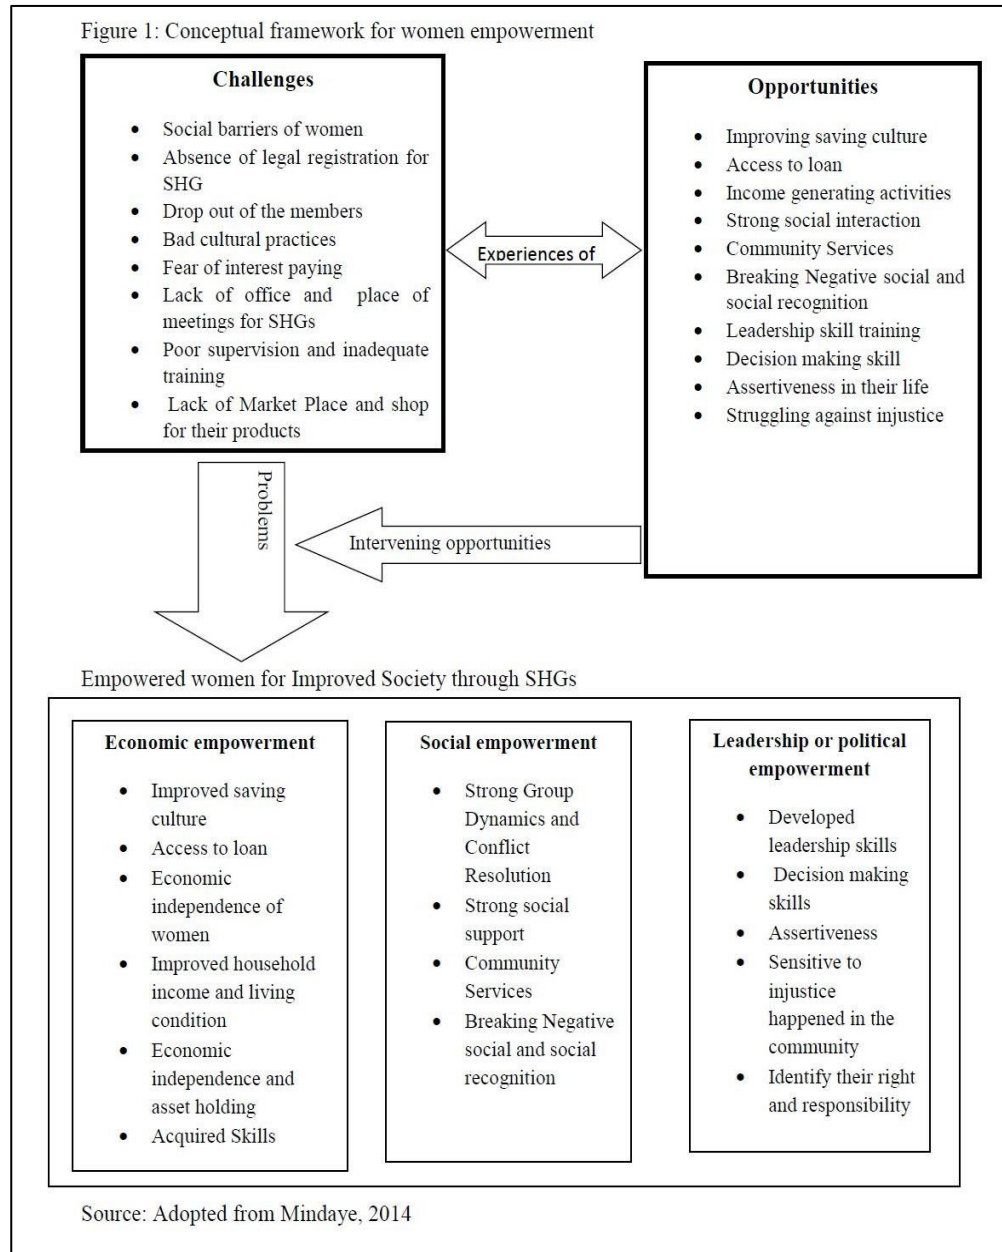 Figure 1: Conceptual framework for women empowerment
Challenges
• Social barriers of women
• Absence of legal registration for
SHG
• Drop out of the members
• Bad cultural practices
• Fear of interest paying
• Lack of office and place of
meetings for SHGs
• Poor supervision and inadequate
training
• Lack of Market Place and shop
for their products
Experiences of
Opportunities
• Improving saving culture
• Access to loan
• Income generating activities
• Strong social interaction
• Community Services
• Breaking Negative social and
social recognition
• Leadership skill training
• Decision making skill
• Assertiveness in their life
• Struggling against injustice
Problems
Intervening opportunities
Empowered women for Improved Society through SHGs
Economic empowerment
• Improved saving
culture
• Access to loan
• Economic
independence of
women
• Improved household
income and living
condition
• Economic
independence and
asset holding
• Acquired Skills
Social empowerment
• Strong Group
Dynamics and
Conflict
Resolution
• Strong social
support
• Community
Services
• Breaking Negative
social and social
recognition
Leadership or political
empowerment
• Developed
leadership skills
• Decision making
skills
• Assertiveness
• Sensitive to
injustice
happened in the
community
• Identify their right
and responsibility
Source: Adopted from Mindaye, 2014